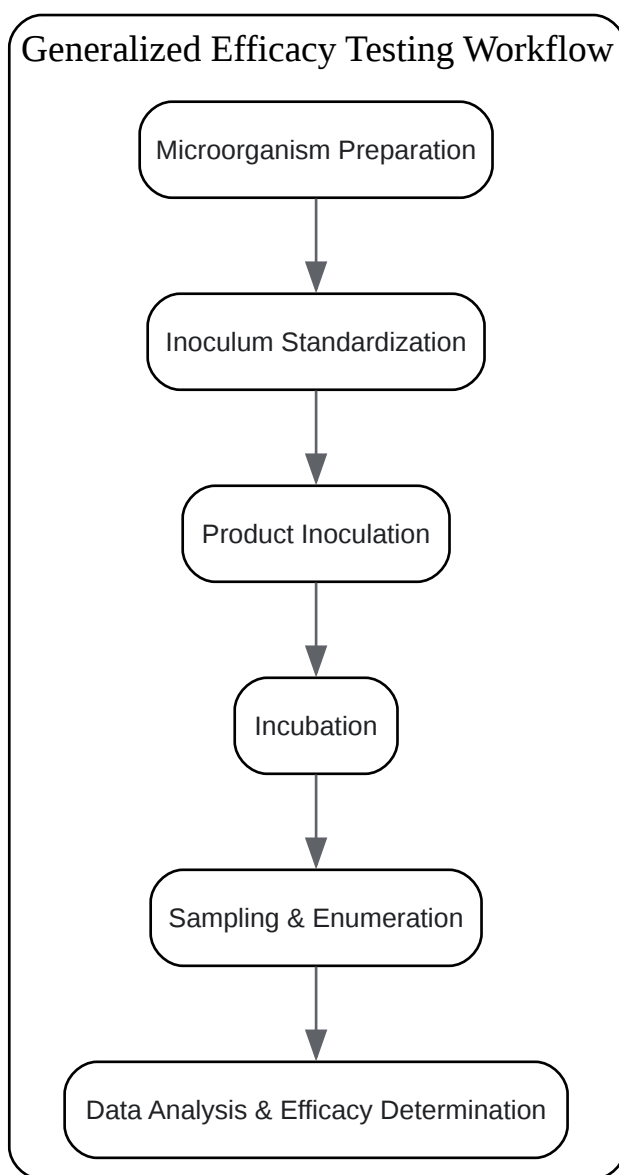 Generalized Efficacy Testing Workflow
Microorganism Preparation
Inoculum Standardization
Product Inoculation
Incubation
Sampling & Enumeration
Data Analysis & Efficacy Determination